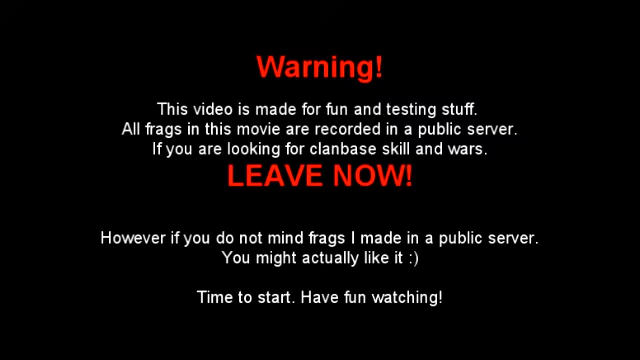 Warning!
This video is made for fun and testing stuff.
All frags in this movie are recorded in a public server.
If you are looking for clanbase skill and wars.
LEAVE NOW!
However if you do not mind frags I made in a public server.
You might actually like it :)
Time to start. Have fun watching!